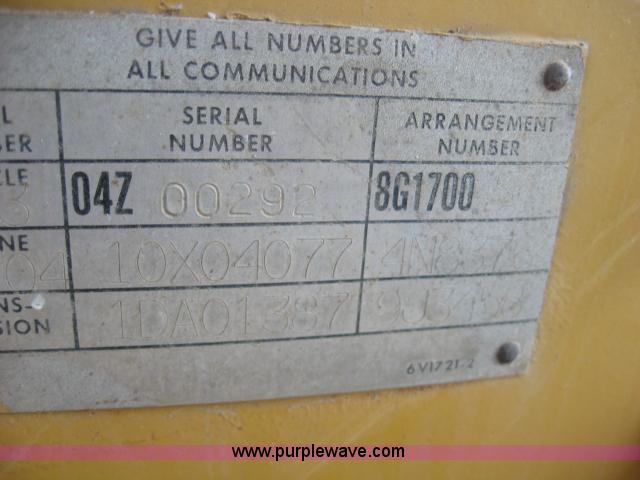 GIVE ALL NUMBERS IN
ALL COMMUNICATIONS
SERIAL NUMBER
ARRANGEMENT NUMBER
04Z 00292 8G1700
10X04077
1DA01387
6V1721-2
www.purplewave.com